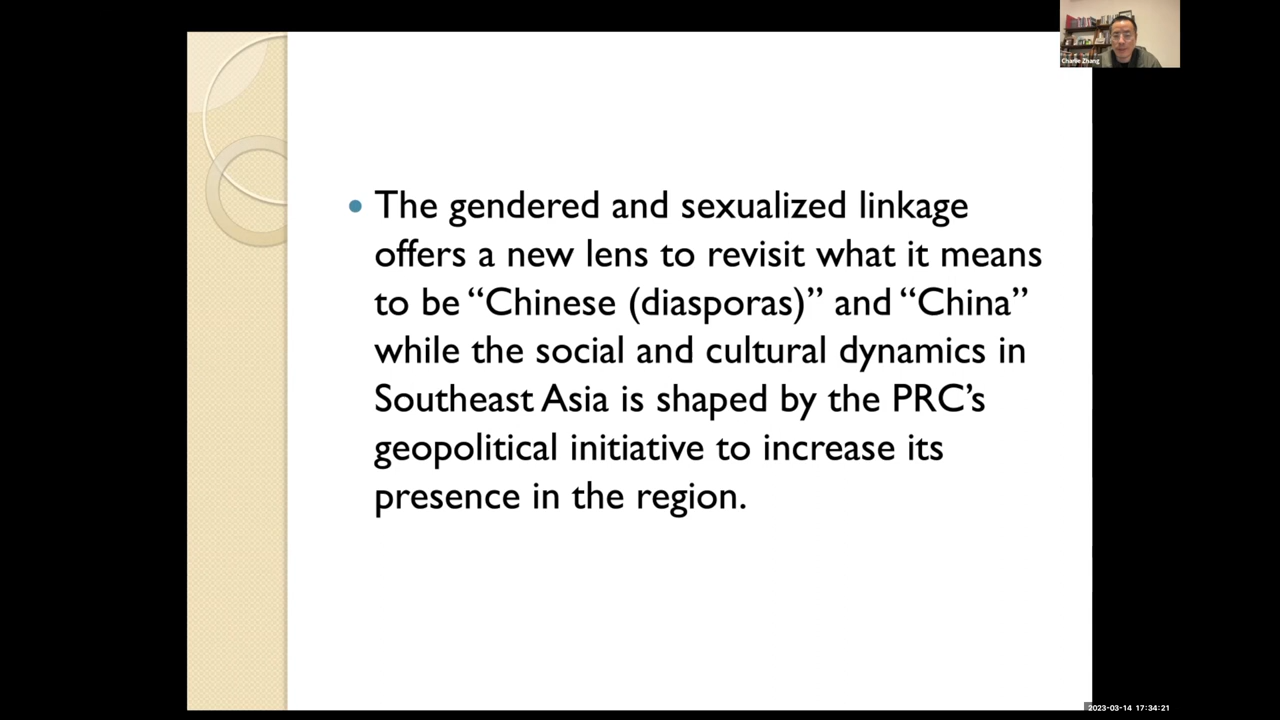 Charlie Zhang
The gendered and sexualized linkage
offers a new lens to revisit what it means
to be “Chinese (diasporas)” and “China”
while the social and cultural dynamics in
Southeast Asia is shaped by the PRC’s
geopolitical initiative to increase its
presence in the region.
2023-03-14 17:34:21